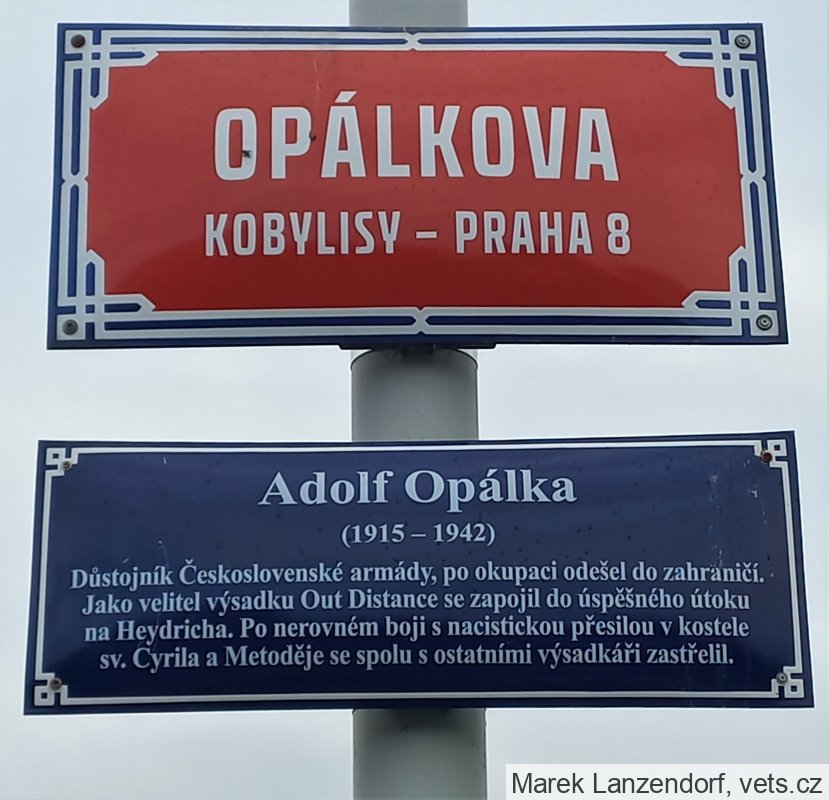 OPÁLKOVA
KOBYLISY – PRAHA 8
Adolf Opálka
(1915 – 1942)
Důstojník Československé armády, po okupaci odešel do zahraničí.
Jako velitel výsadku Out Distance se zapojil do úspěšného útoku
na Heydricha. Po nerovném boji s nacistickou přesilou v kostele
sv. Cyrila a Metoděje se spolu s ostatními výsadkáři zastřelil.
Marek Lanzendorf, vets.cz